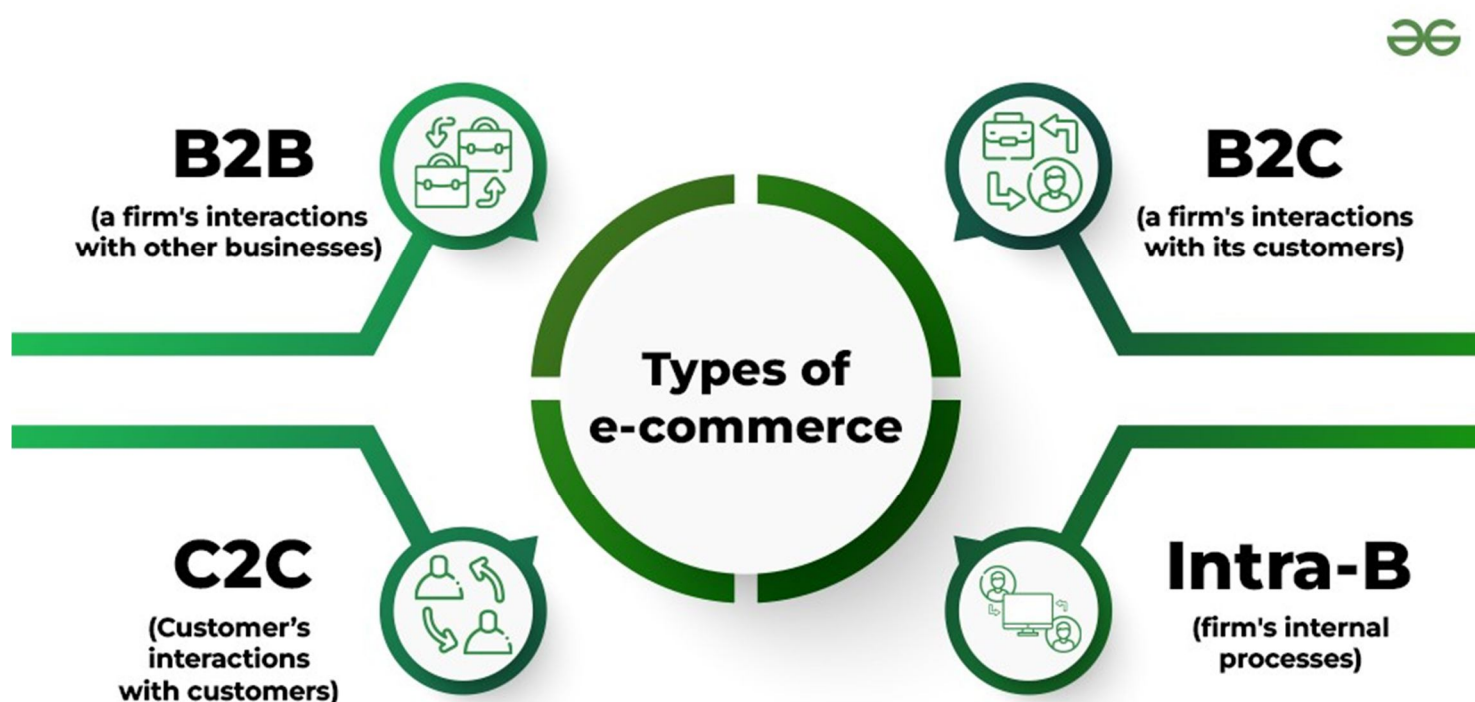 B2B
(a firm's interactions
with other businesses)
B2C
(a firm's interactions
with its customers)
Types of
e-commerce
C2C
(Customer’s
interactions
with customers)
Intra-B
(firm's internal
processes)